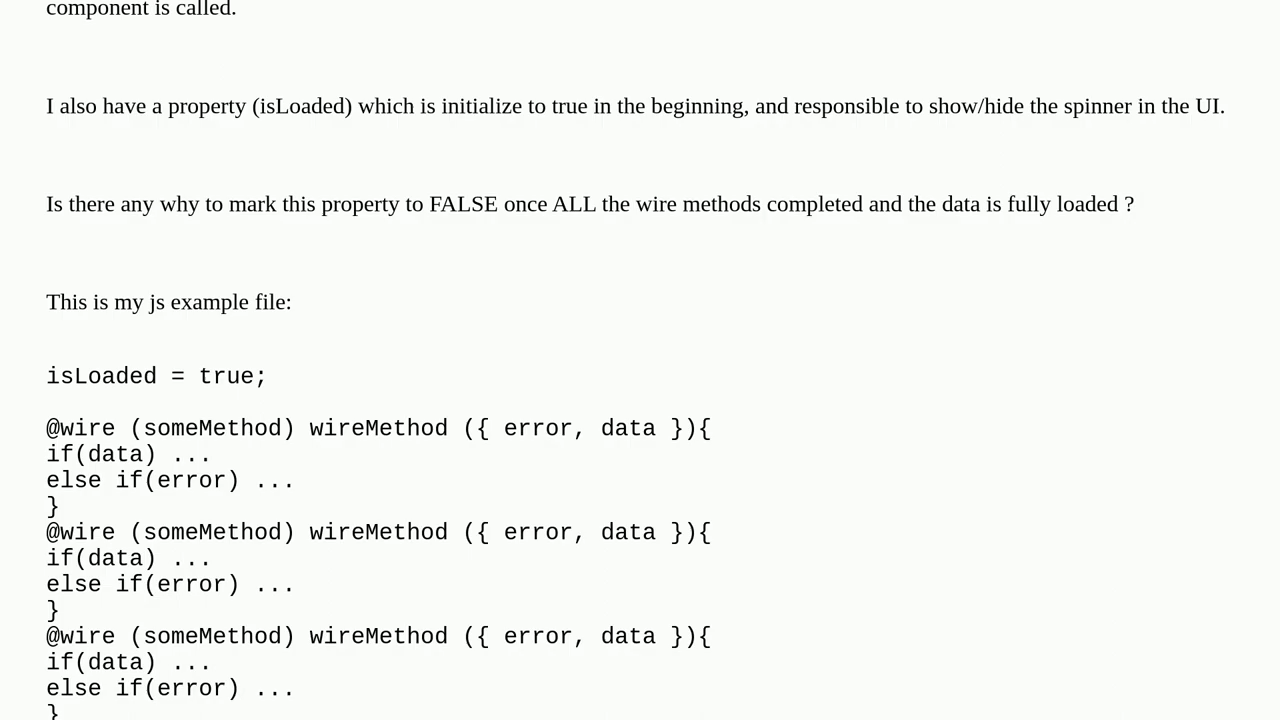 component is called.
I also have a property (isLoaded) which is initialize to true in the beginning, and responsible to show/hide the spinner in the UI.
Is there any why to mark this property to FALSE once ALL the wire methods completed and the data is fully loaded ?
This is my js example file:
isLoaded = true;
@wire (someMethod) wireMethod ({ error, data }){
if(data) ...
else if(error) ...
}
@wire (someMethod) wireMethod ({ error, data }){
if(data) ...
else if(error) ...
}
@wire (someMethod) wireMethod ({ error, data }){
if(data) ...
else if(error) ...
}